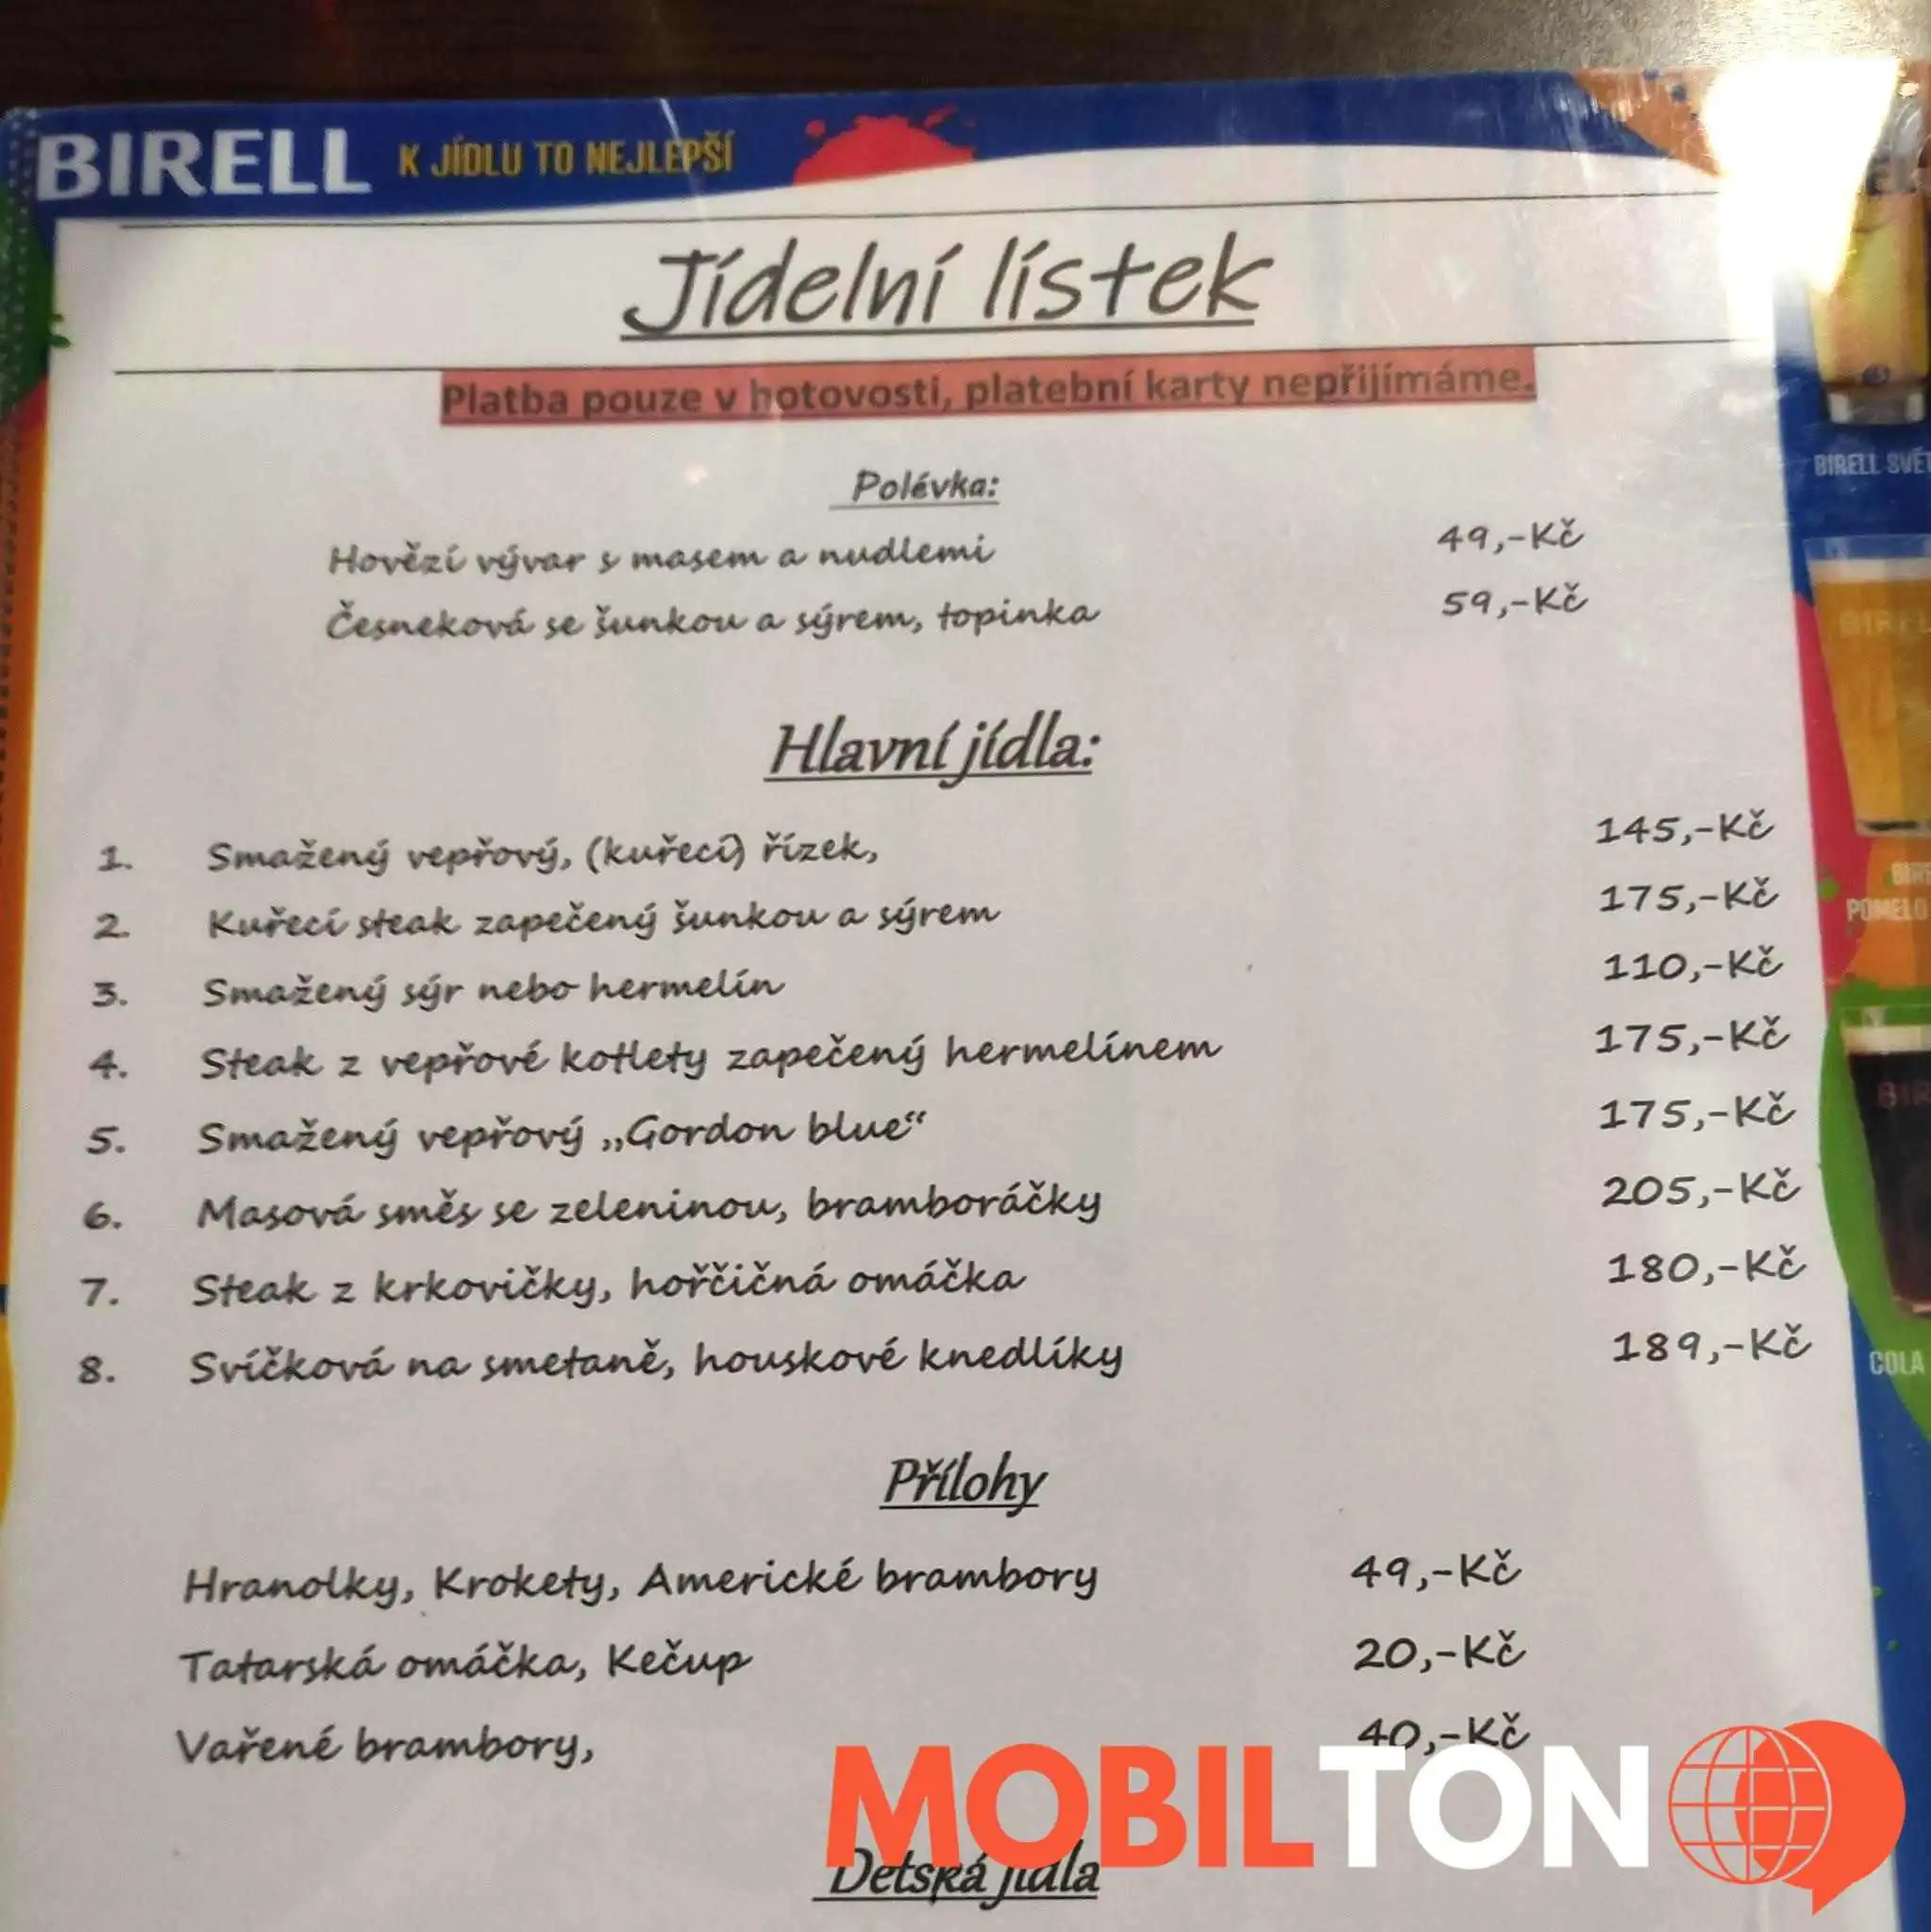 BIRELL K JÍDLU TO NEJLEPŠÍ
Jídelní lístek
Platba pouze v hotovosti, platební karty nepřijímáme.
Polévka:
Hovězí vývar s masem a nudlemi 49,-Kč
Česneková se šunkou a sýrem, topinka 59,-Kč
Hlavní jídla:
1. Smažený vepřový, (kuřecí) řízek, 145,-Kč
2. Kuřecí steak zapečený šunkou a sýrem 175,-Kč
3. Smažený sýr nebo hermelín 110,-Kč
4. Steak z vepřové kotlety zapečený hermelínem 175,-Kč
5. Smažený vepřový „Gordon blue“ 175,-Kč
6. Masová směs se zeleninou, bramboráčky 205,-Kč
7. Steak z krkovičky, hořčičná omáčka 180,-Kč
8. Svíčková na smetaně, houskové knedlíky 189,-Kč
Přílohy
Hranolky, Krokety, Americké brambory 49,-Kč
Tatarská omáčka, Kečup 20,-Kč
Vařené brambory, 40,-Kč
Dětská jídla
MOBILTON
BIRELL
POMELO
COLA